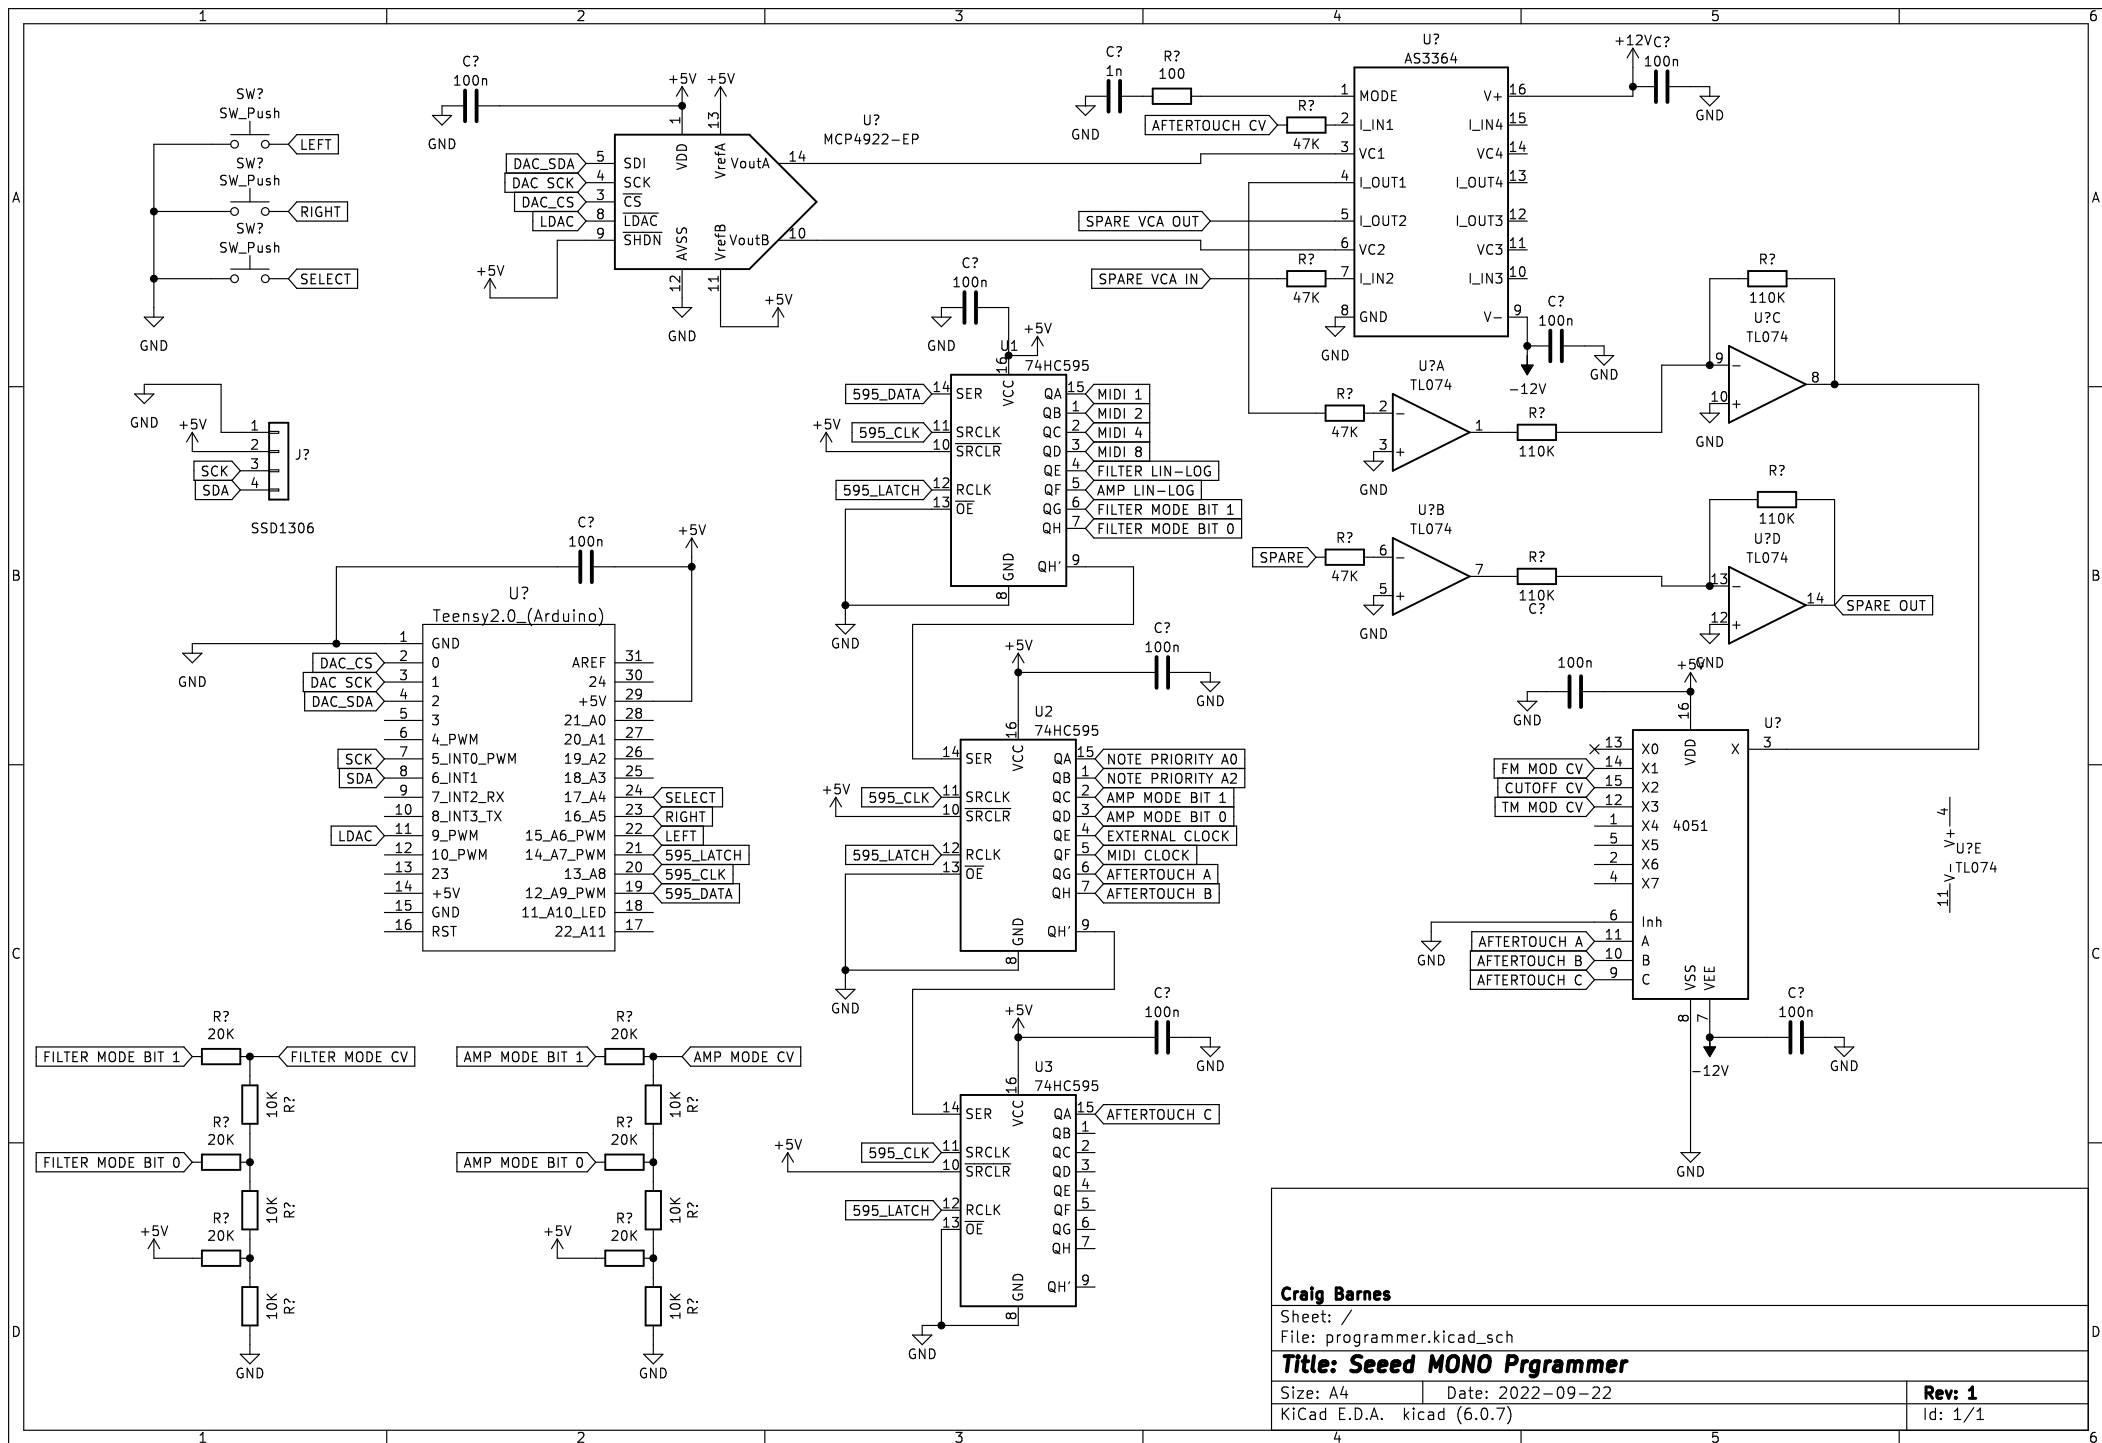 1 2 3 4 5 6
A
B
C
D
SW?
SW_Push
LEFT
SW?
SW_Push
RIGHT
SW?
SW_Push
SELECT
GND
C?
100n
GND
+5V
+5V
U?
MCP4922-EP
1 VDD
13 VrefA
DAC_SDA 5 SDI
DAC SCK 4 SCK
DAC_CS 3 CS
LDAC 8 LDAC
9 SHDN
VoutA 14
VoutB 10
AVSS 12
VrefB 11
+5V
GND
+5V
C?
1n
GND
R?
100
U?
AS3364
AFTERTOUCH CV
R?
47K
SPARE VCA OUT
SPARE VCA IN
R?
47K
1 MODE
2 I_IN1
3 VC1
4 I_OUT1
5 I_OUT2
6 VC2
7 I_IN2
8 GND
V+ 16
I_IN4 15
VC4 14
I_OUT4 13
I_OUT3 12
VC3 11
I_IN3 10
V- 9
GND
+12V
C?
100n
GND
C?
100n
GND
-12V
GND
+5V
1
2
SCK 3
SDA 4
J?
SSD1306
C?
100n
GND
+5V
U1
74HC595
16 VCC
595_DATA 14 SER
595_CLK 11 SRCLK
+5V
10 SRCLR
595_LATCH 12 RCLK
13 OE
QA 15 MIDI 1
QB 1 MIDI 2
QC 2 MIDI 4
QD 3 MIDI 8
QE 4 FILTER LIN-LOG
QF 5 AMP LIN-LOG
QG 6 FILTER MODE BIT 1
QH 7 FILTER MODE BIT 0
QH' 9
GND 8
GND
R?
47K
U?A
TL074
2 -
3 +
1
GND
R?
110K
R?
110K
U?C
TL074
9 -
10 +
8
GND
SPARE
R?
47K
U?B
TL074
6 -
5 +
7
GND
R?
110K
C?
R?
110K
U?D
TL074
13 -
12 +
14
SPARE OUT
GND
C?
100n
+5V
GND
U?
Teensy2.0_(Arduino)
1 GND
DAC_CS 2 0
DAC SCK 3 1
DAC_SDA 4 2
5 3
6 4_PWM
SCK 7 5_INT0_PWM
SDA 8 6_INT1
9 7_INT2_RX
10 8_INT3_TX
LDAC 11 9_PWM
12 10_PWM
13 23
14 +5V
15 GND
16 RST
AREF 31
24 30
+5V 29
21_A0 28
20_A1 27
19_A2 26
18_A3 25
17_A4 24 SELECT
16_A5 23 RIGHT
15_A6_PWM 22 LEFT
14_A7_PWM 21 595_LATCH
13_A8 20 595_CLK
12_A9_PWM 19 595_DATA
11_A10_LED 18
22_A11 17
+5V
C?
100n
GND
U2
74HC595
16 VCC
14 SER
595_CLK 11 SRCLK
+5V
10 SRCLR
595_LATCH 12 RCLK
13 OE
QA 15 NOTE PRIORITY A0
QB 1 NOTE PRIORITY A2
QC 2 AMP MODE BIT 1
QD 3 AMP MODE BIT 0
QE 4 EXTERNAL CLOCK
QF 5 MIDI CLOCK
QG 6 AFTERTOUCH A
QH 7 AFTERTOUCH B
QH' 9
GND 8
GND
100n
GND
+5V
U?
16 VDD
13 X0
FM MOD CV 14 X1
CUTOFF CV 15 X2
TM MOD CV 12 X3
1 X4 4051
5 X5
2 X6
4 X7
6 Inh
AFTERTOUCH A 11 A
AFTERTOUCH B 10 B
AFTERTOUCH C 9 C
X 3
VSS 8
VEE 7
GND
C?
100n
GND
-12V
GND
4 V+
11 V-
U?E
TL074
FILTER MODE BIT 1
R?
20K
FILTER MODE CV
10K
R?
FILTER MODE BIT 0
R?
20K
10K
R?
+5V
R?
20K
10K
R?
GND
AMP MODE BIT 1
R?
20K
AMP MODE CV
10K
R?
AMP MODE BIT 0
R?
20K
10K
R?
+5V
R?
20K
10K
R?
GND
+5V
C?
100n
GND
U3
74HC595
16 VCC
14 SER
595_CLK 11 SRCLK
+5V
10 SRCLR
595_LATCH 12 RCLK
13 OE
QA 15 AFTERTOUCH C
QB 1
QC 2
QD 3
QE 4
QF 5
QG 6
QH 7
QH' 9
GND 8
GND
Craig Barnes
Sheet: /
File: programmer.kicad_sch
Title: Seeed MONO Prgrammer
Size: A4 Date: 2022-09-22 Rev: 1
KiCad E.D.A. kicad (6.0.7) Id: 1/1
A
B
C
D
1 2 3 4 5 6